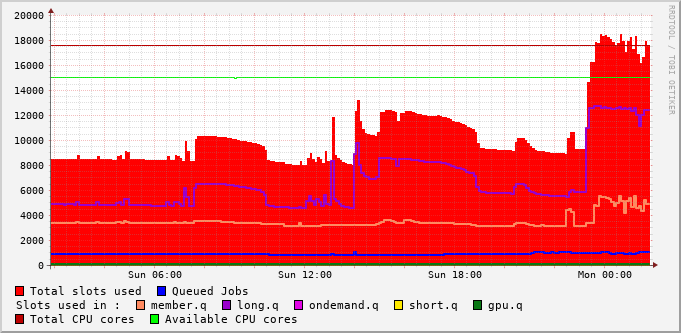 20000
18000
16000
14000
12000
10000
8000
6000
4000
2000
0
Sun 06:00 Sun 12:00 Sun 18:00 Mon 00:00
RRDTOOL / TOBI OETIKER
Total slots used Queued Jobs
Slots used in : member.q long.q ondemand.q short.q gpu.q
Total CPU cores Available CPU cores